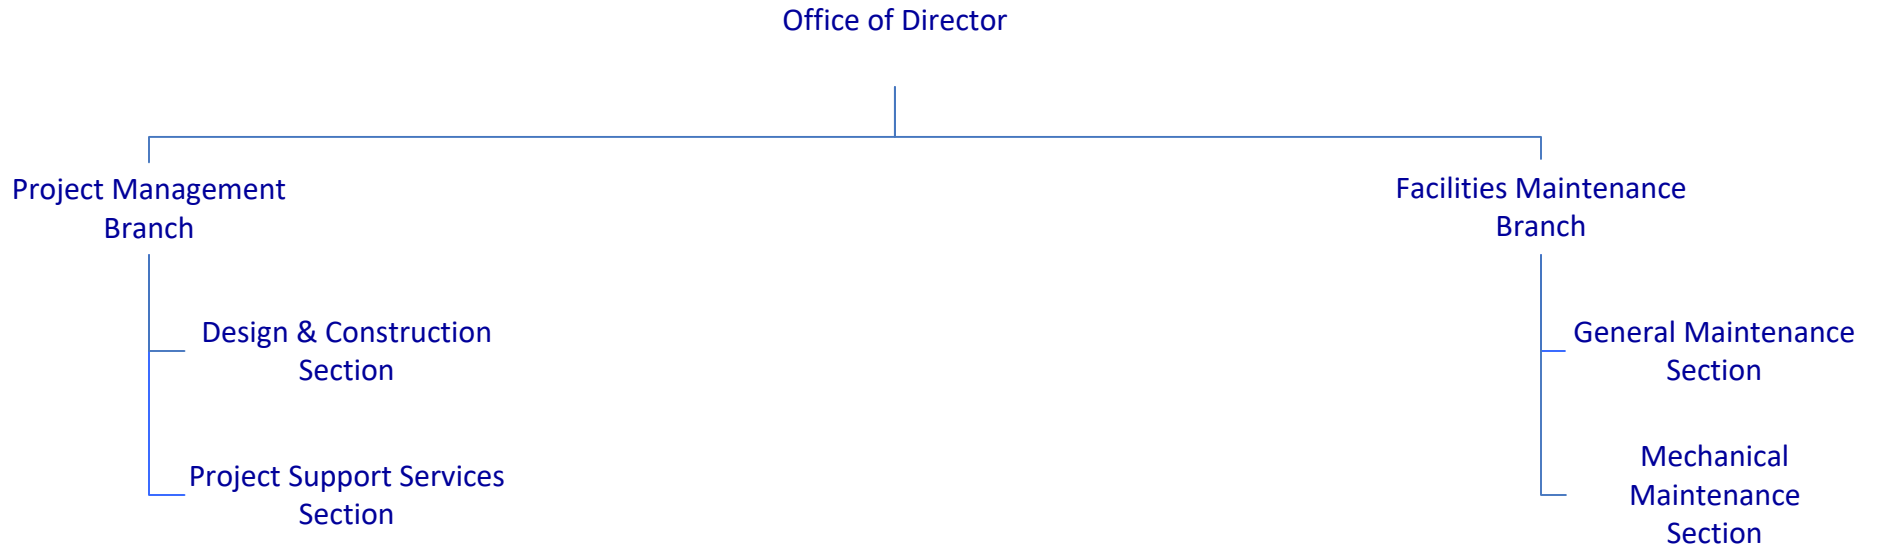 Office of Director
Project Management
Branch
Facilities Maintenance
Branch
Design & Construction
Section
General Maintenance
Section
Project Support Services
Section
Mechanical
Maintenance
Section